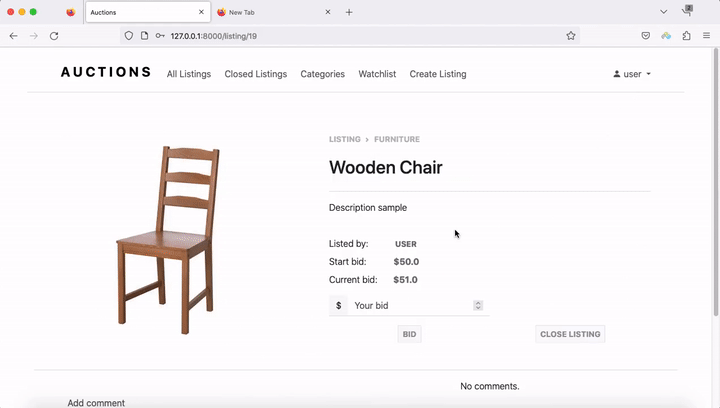 Auctions
New Tab
2
127.0.0.1:8000/listing/19
AUCTIONS
All Listings
Closed Listings
Categories
Watchlist
Create Listing
user
LISTING > FURNITURE
Wooden Chair
Description sample
Listed by: USER
Start bid: $50.0
Current bid: $51.0
$ Your bid
BID
CLOSE LISTING
No comments.
Add comment